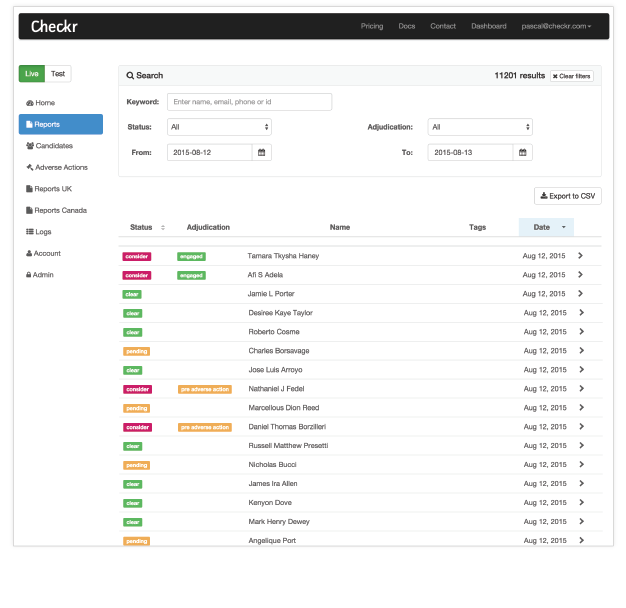 Checkr
Pricing Docs Contact Dashboard pascal@checkr.com
Live Test
Home
Reports
Candidates
Adverse Actions
Reports UK
Reports Canada
Logs
Account
Admin
Search 11201 results × Clear filters
Keyword: Enter name, email, phone or id
Status: All Adjudication: All
From: 2015-08-12 To: 2015-08-13
Export to CSV
Status Adjudication Name Tags Date
consider engaged Tamara Tkysha Haney Aug 12, 2015
consider engaged Afi S Adela Aug 12, 2015
clear Jamie L Porter Aug 12, 2015
clear Desiree Kaye Taylor Aug 12, 2015
clear Roberto Cosme Aug 12, 2015
pending Charles Borsavage Aug 12, 2015
clear Jose Luis Arroyo Aug 12, 2015
consider pre adverse action Nathaniel J Fedel Aug 12, 2015
pending Marcellous Dion Reed Aug 12, 2015
consider pre adverse action Daniel Thomas Borzilleri Aug 12, 2015
clear Russell Matthew Presetti Aug 12, 2015
pending Nicholas Bucci Aug 12, 2015
clear James Ira Allen Aug 12, 2015
clear Kenyon Dove Aug 12, 2015
clear Mark Henry Dewey Aug 12, 2015
pending Angelique Port Aug 12, 2015